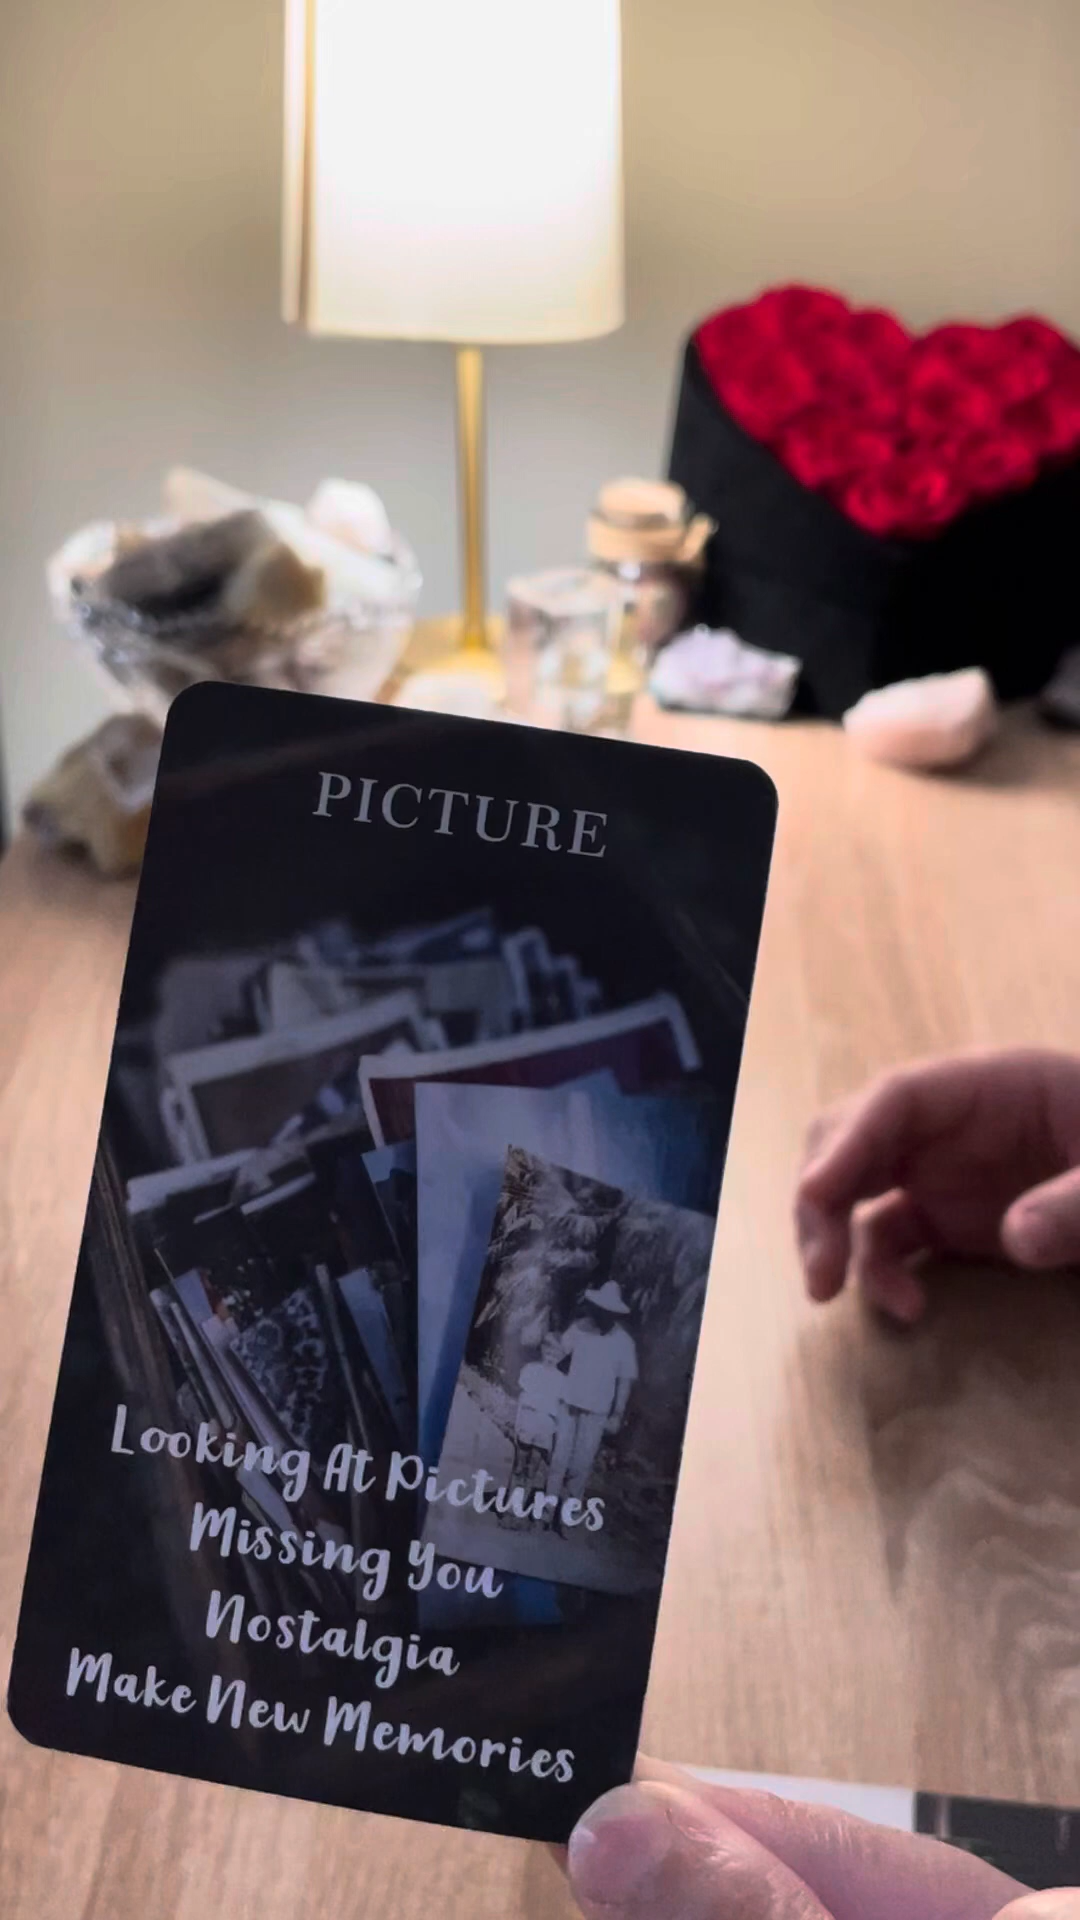 PICTURE
Looking At Pictures
Missing You
Nostalgia
Make New Memories